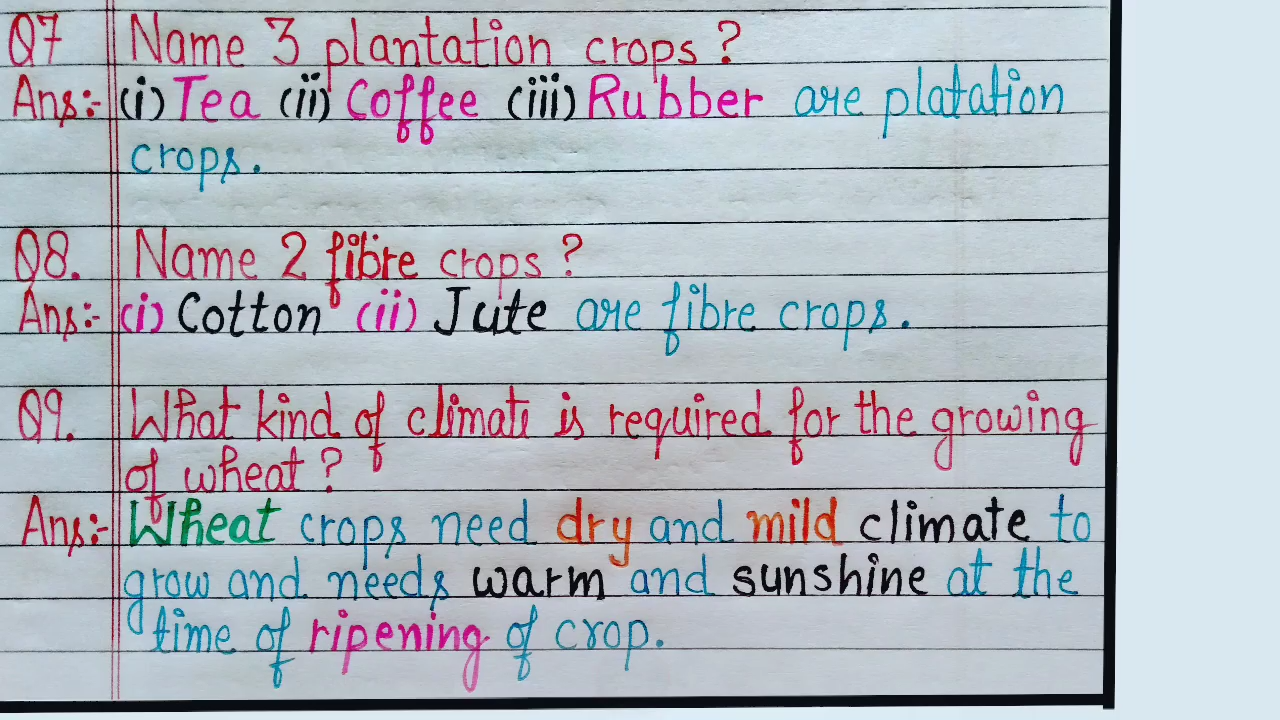 Q7 Name 3 plantation crops ?
Ans:- (i) Tea (ii) Coffee (iii) Rubber are platation
crops.
Q8. Name 2 fibre crops ?
Ans:- (i) Cotton (ii) Jute are fibre crops.
Q9. What kind of climate is required for the growing
of wheat ?
Ans:- Wheat crops need dry and mild climate to
grow and needs warm and sunshine at the
time of ripening of crop.